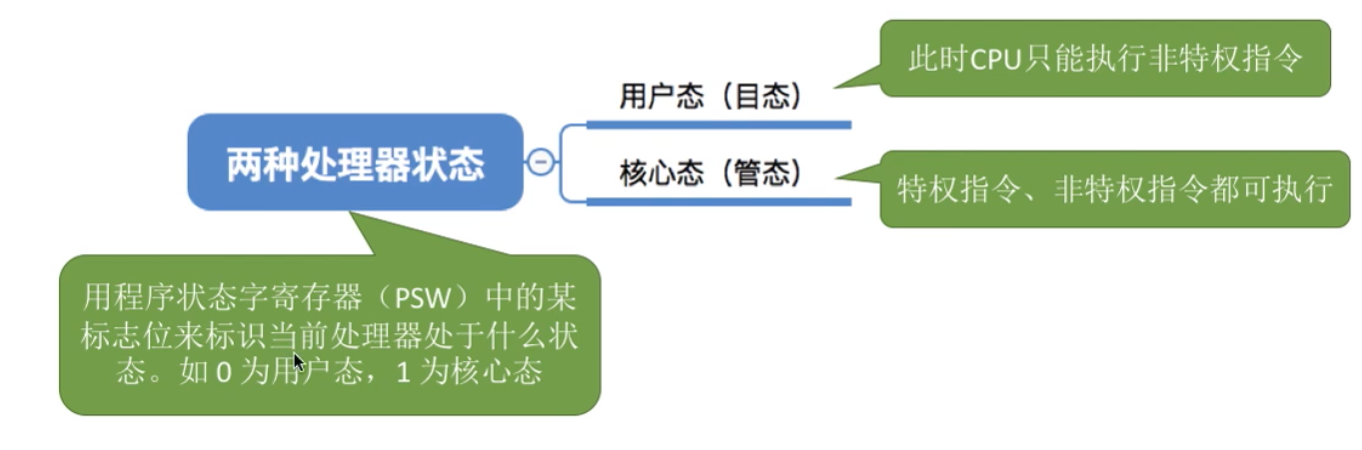 此时CPU只能执行非特权指令
用户态（目态）
两种处理器状态
核心态（管态）
特权指令、非特权指令都可执行
用程序状态字寄存器（PSW）中的某
标志位来标识当前处理器处于什么状
态。如 0 为用户态，1 为核心态